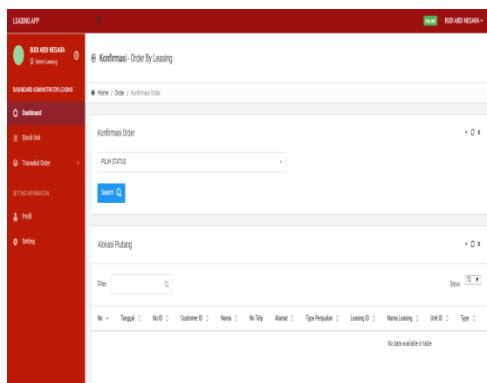 LEASING APP
ONLINE BUDI ABDI NEGARA
BUDI ABDI NEGARA
Admin Leasing
Konfirmasi - Order By Leasing
DASHBOARD ADMINISTRATOR LEASING
Home / Order / Konfirmasi Order
Dashboard
Stock Unit
Transaksi Order
SETTING INFORMATION
Profil
Setting
Konfirmasi Order
PILIH STATUS
Search
Alokasi Piutang
Filter:
Show: 10
No Tanggal No ID Customer ID Nama No Telp Alamat Type Penjualan Leasing ID Nama Leasing Unit ID Type
No data available in table